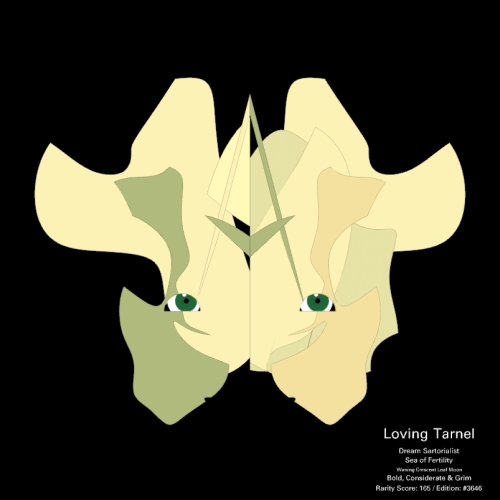 Loving Tarnel
Dream Sartorialist
Sea of Fertility
Waning Crescent Leaf Moon
Bold, Considerate & Grim
Rarity Score: 165 / Edition: #3646